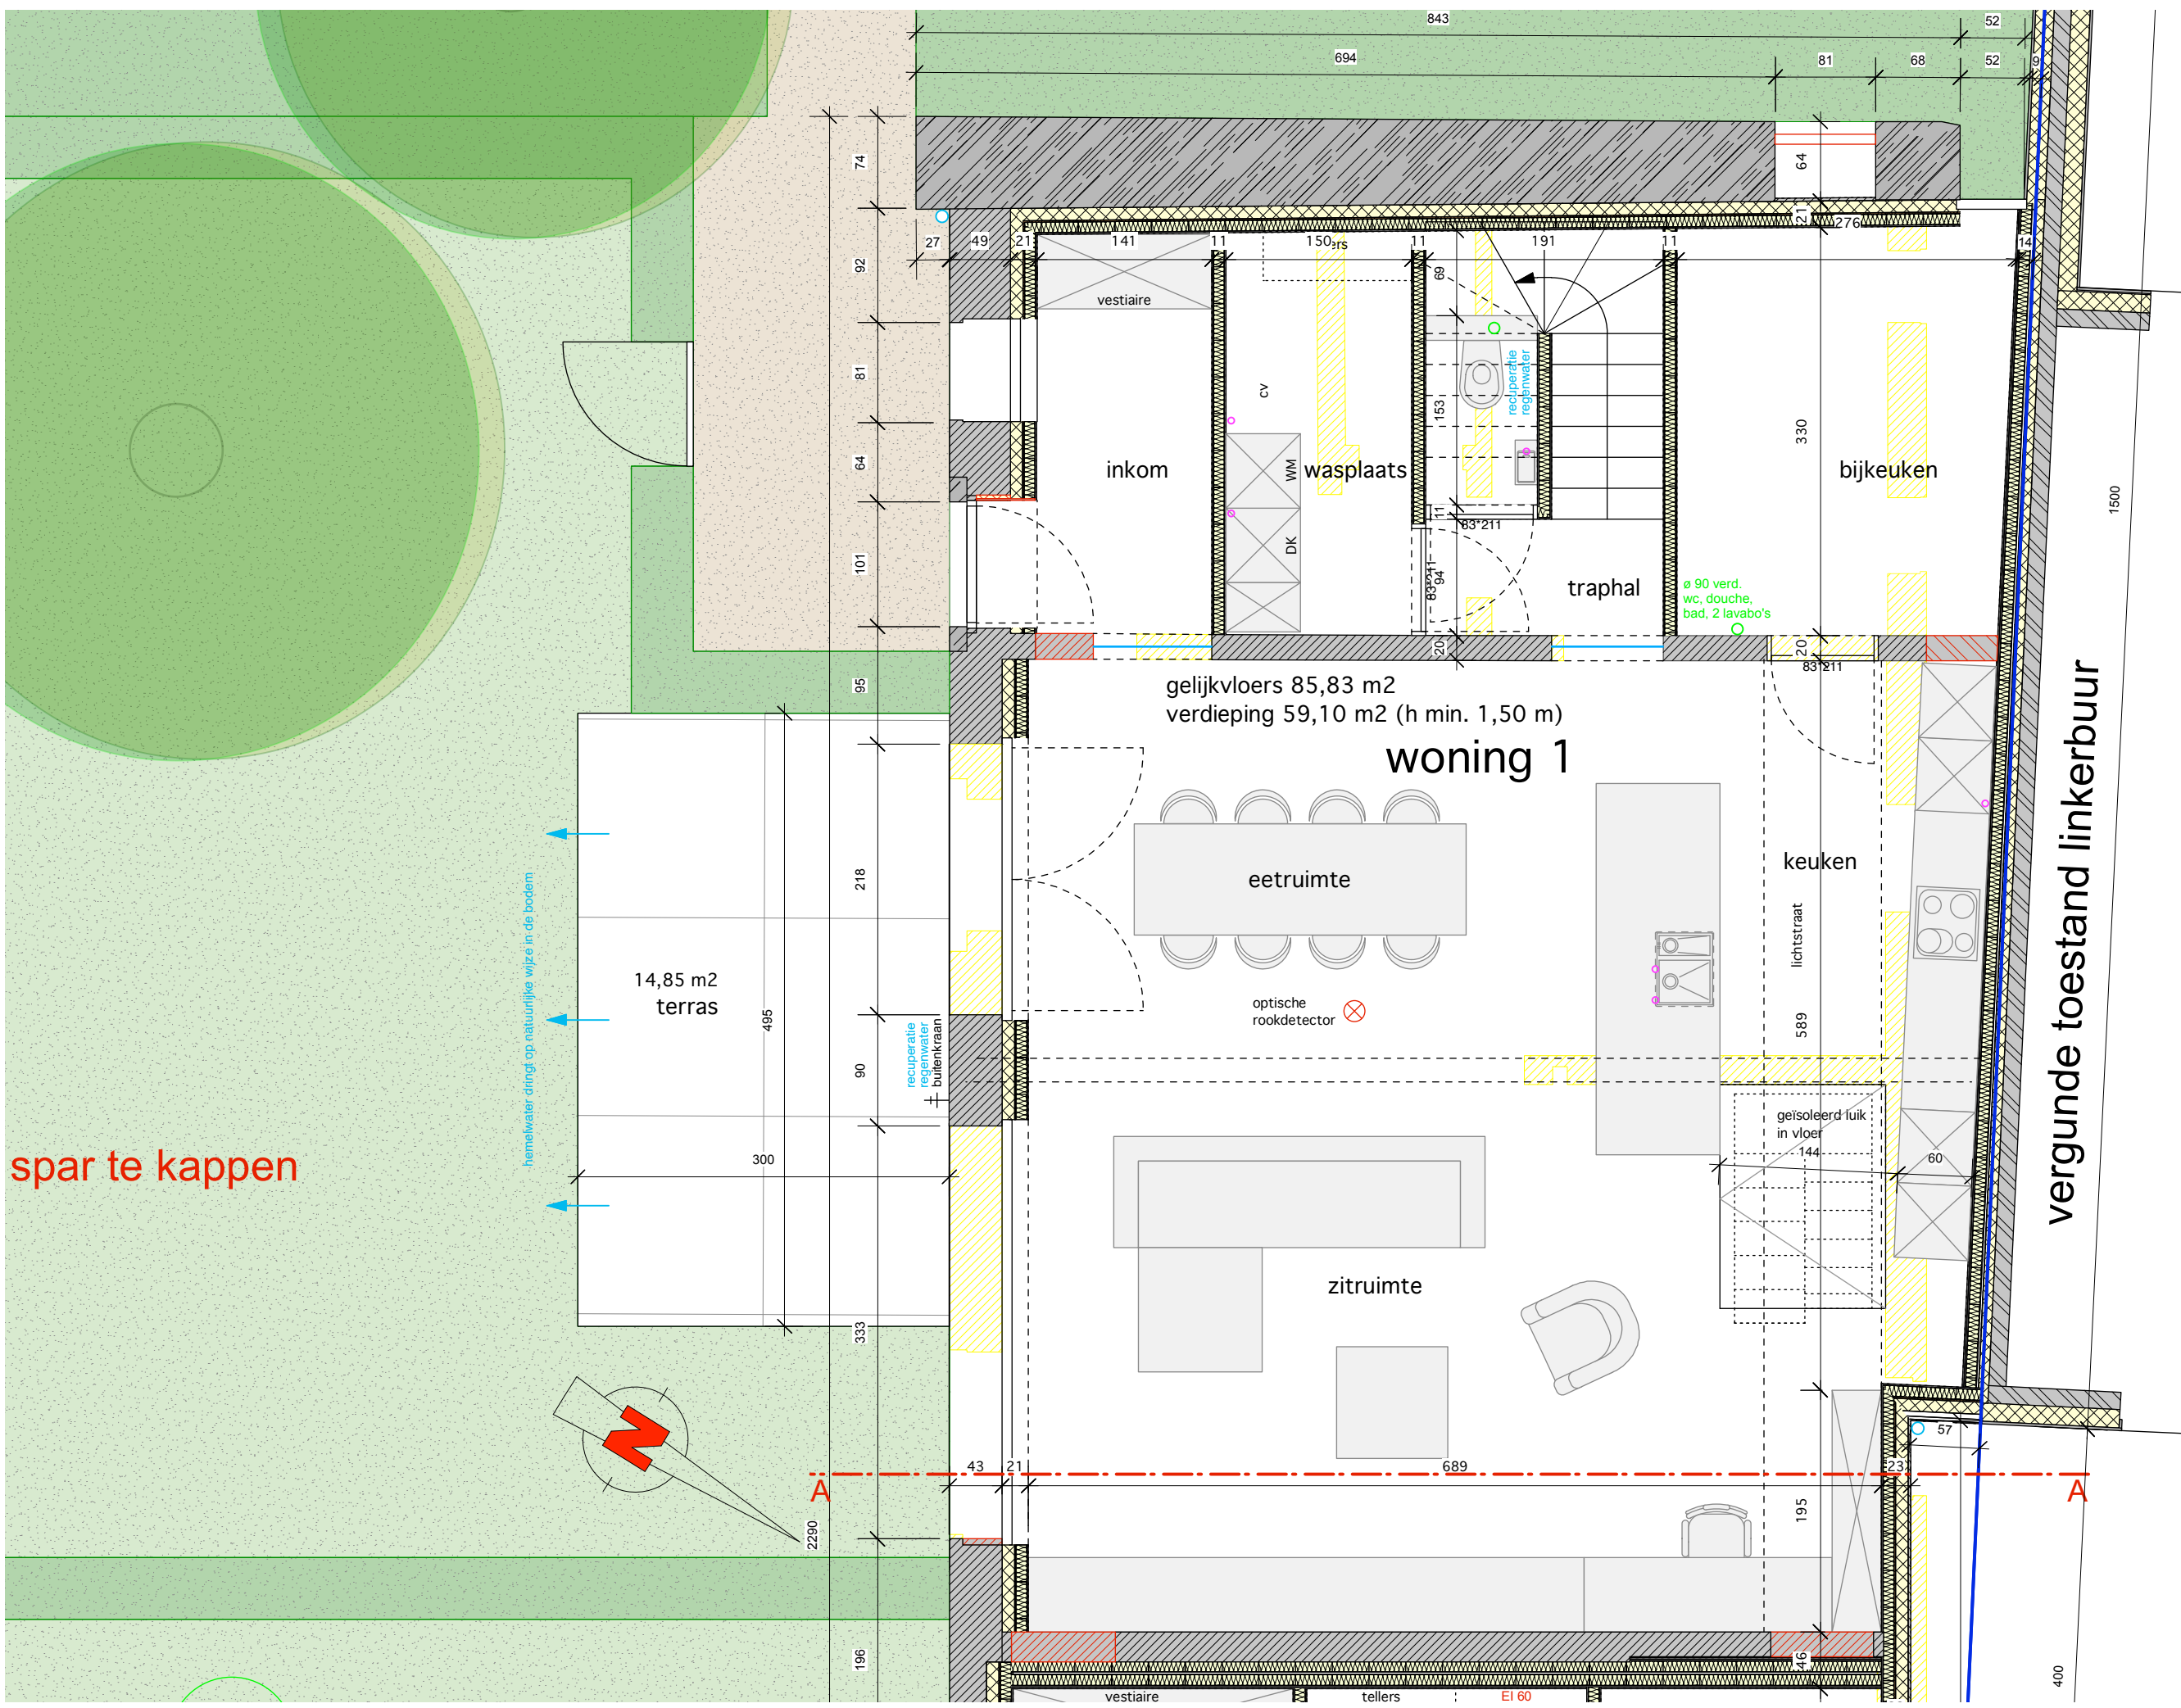 843
52
694
81
68
52
9
74
64
27
49
21
141
11
150
ers
11
191
11
21
276
14
92
69
vestiaire
81
cv
153
recuperatie
regenwater
330
64
inkom
WM
wasplaats
bijkeuken
1500
11
83*211
101
DK
83*211
94
traphal
ø 90 verd.
wc, douche,
bad, 2 lavabo's
20
20
83*211
95
gelijkvloers 85,83 m2
verdieping 59,10 m2 (h min. 1,50 m)
woning 1
vergunde toestand linkerbuur
218
eetruimte
keuken
lichtstraat
hemelwater dringt op natuurlijke wijze in de bodem
14,85 m2
terras
495
optische
rookdetector
589
recuperatie
regenwater
buitenkraan
90
geïsoleerd luik
in vloer
144
60
spar te kappen
300
zitruimte
333
N
57
43
21
689
23
A
A
195
2290
196
46
400
vestiaire
tellers
EI 60